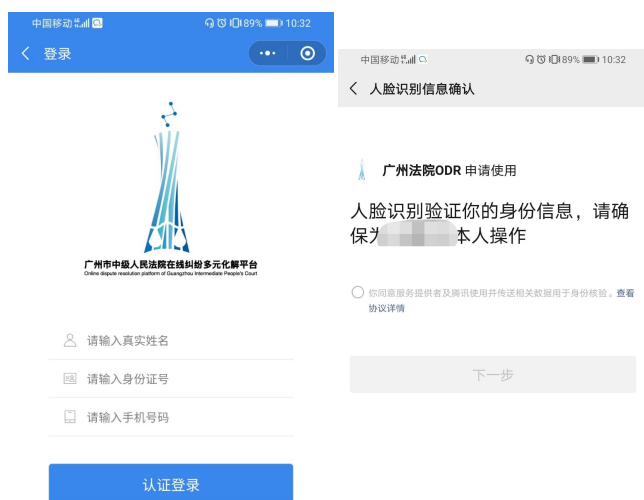 中国移动
89%
10:32
登录
广州市中级人民法院在线纠纷多元化解平台
Online dispute resolution platform of Guangzhou Intermediate People's Court
请输入真实姓名
请输入身份证号
请输入手机号码
认证登录
中国移动
89%
10:32
人脸识别信息确认
广州法院ODR 申请使用
人脸识别验证你的身份信息，请确
保为
本人操作
你同意服务提供者及腾讯使用并传送相关数据用于身份核验。查看
协议详情
下一步